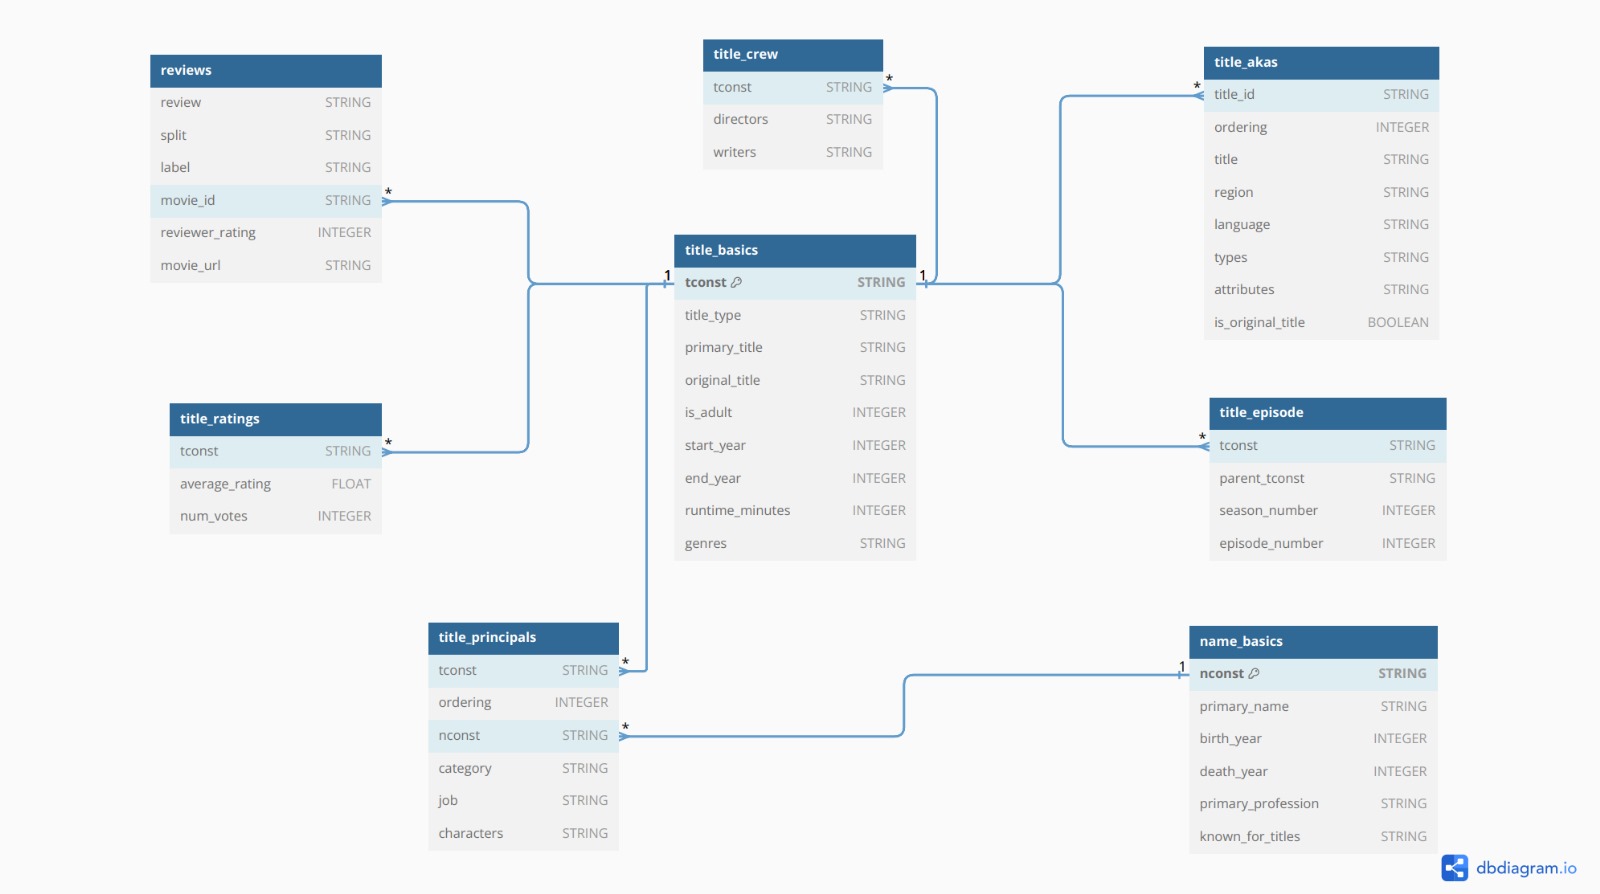 reviews
review STRING
split STRING
label STRING
movie_id STRING *
reviewer_rating INTEGER
movie_url STRING
title_crew
tconst STRING *
directors STRING
writers STRING
title_akas
* title_id STRING
ordering INTEGER
title STRING
region STRING
language STRING
types STRING
attributes STRING
is_original_title BOOLEAN
title_basics
1 tconst STRING 1
title_type STRING
primary_title STRING
original_title STRING
is_adult INTEGER
start_year INTEGER
end_year INTEGER
runtime_minutes INTEGER
genres STRING
title_ratings
tconst STRING *
average_rating FLOAT
num_votes INTEGER
title_episode
* tconst STRING
parent_tconst STRING
season_number INTEGER
episode_number INTEGER
title_principals
tconst STRING *
ordering INTEGER
nconst STRING *
category STRING
job STRING
characters STRING
name_basics
1 nconst STRING
primary_name STRING
birth_year INTEGER
death_year INTEGER
primary_profession STRING
known_for_titles STRING
dbdiagram.io